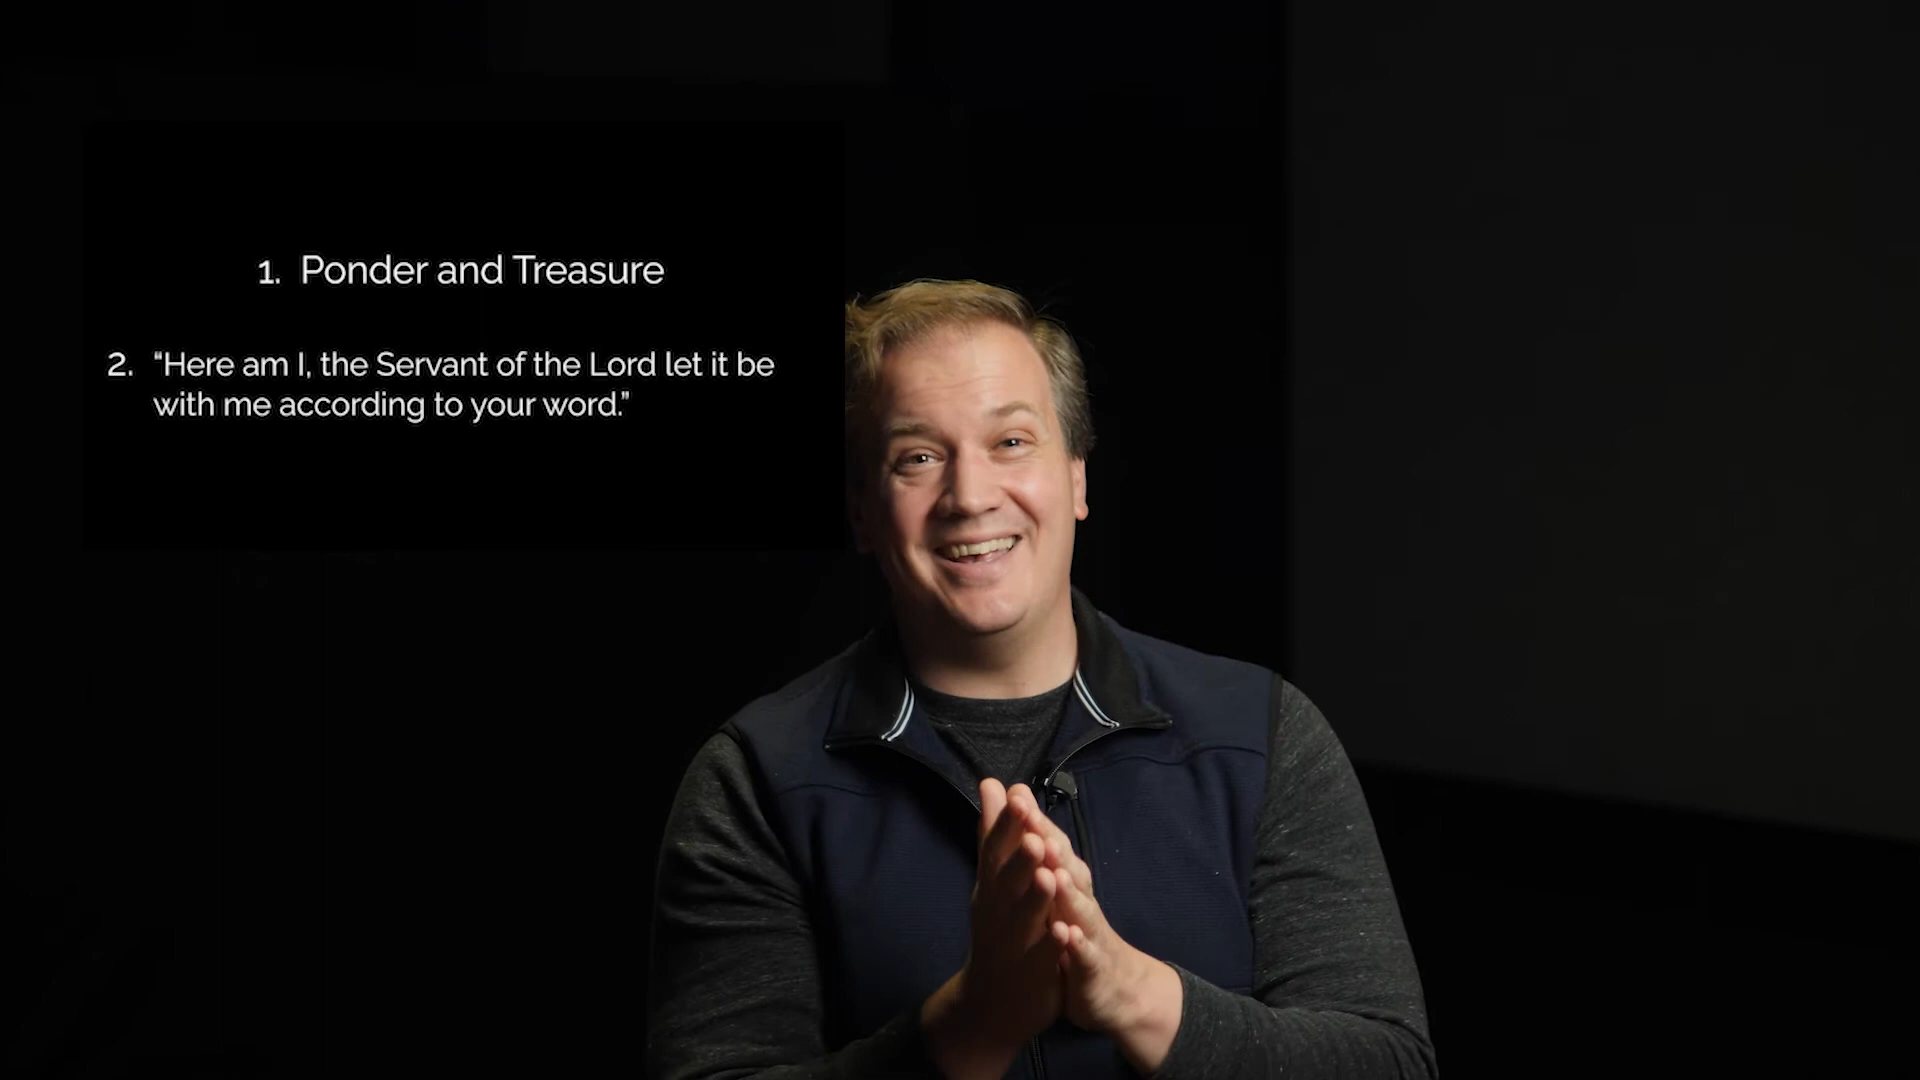 1. Ponder and Treasure
2. “Here am I, the Servant of the Lord let it be
with me according to your word.”